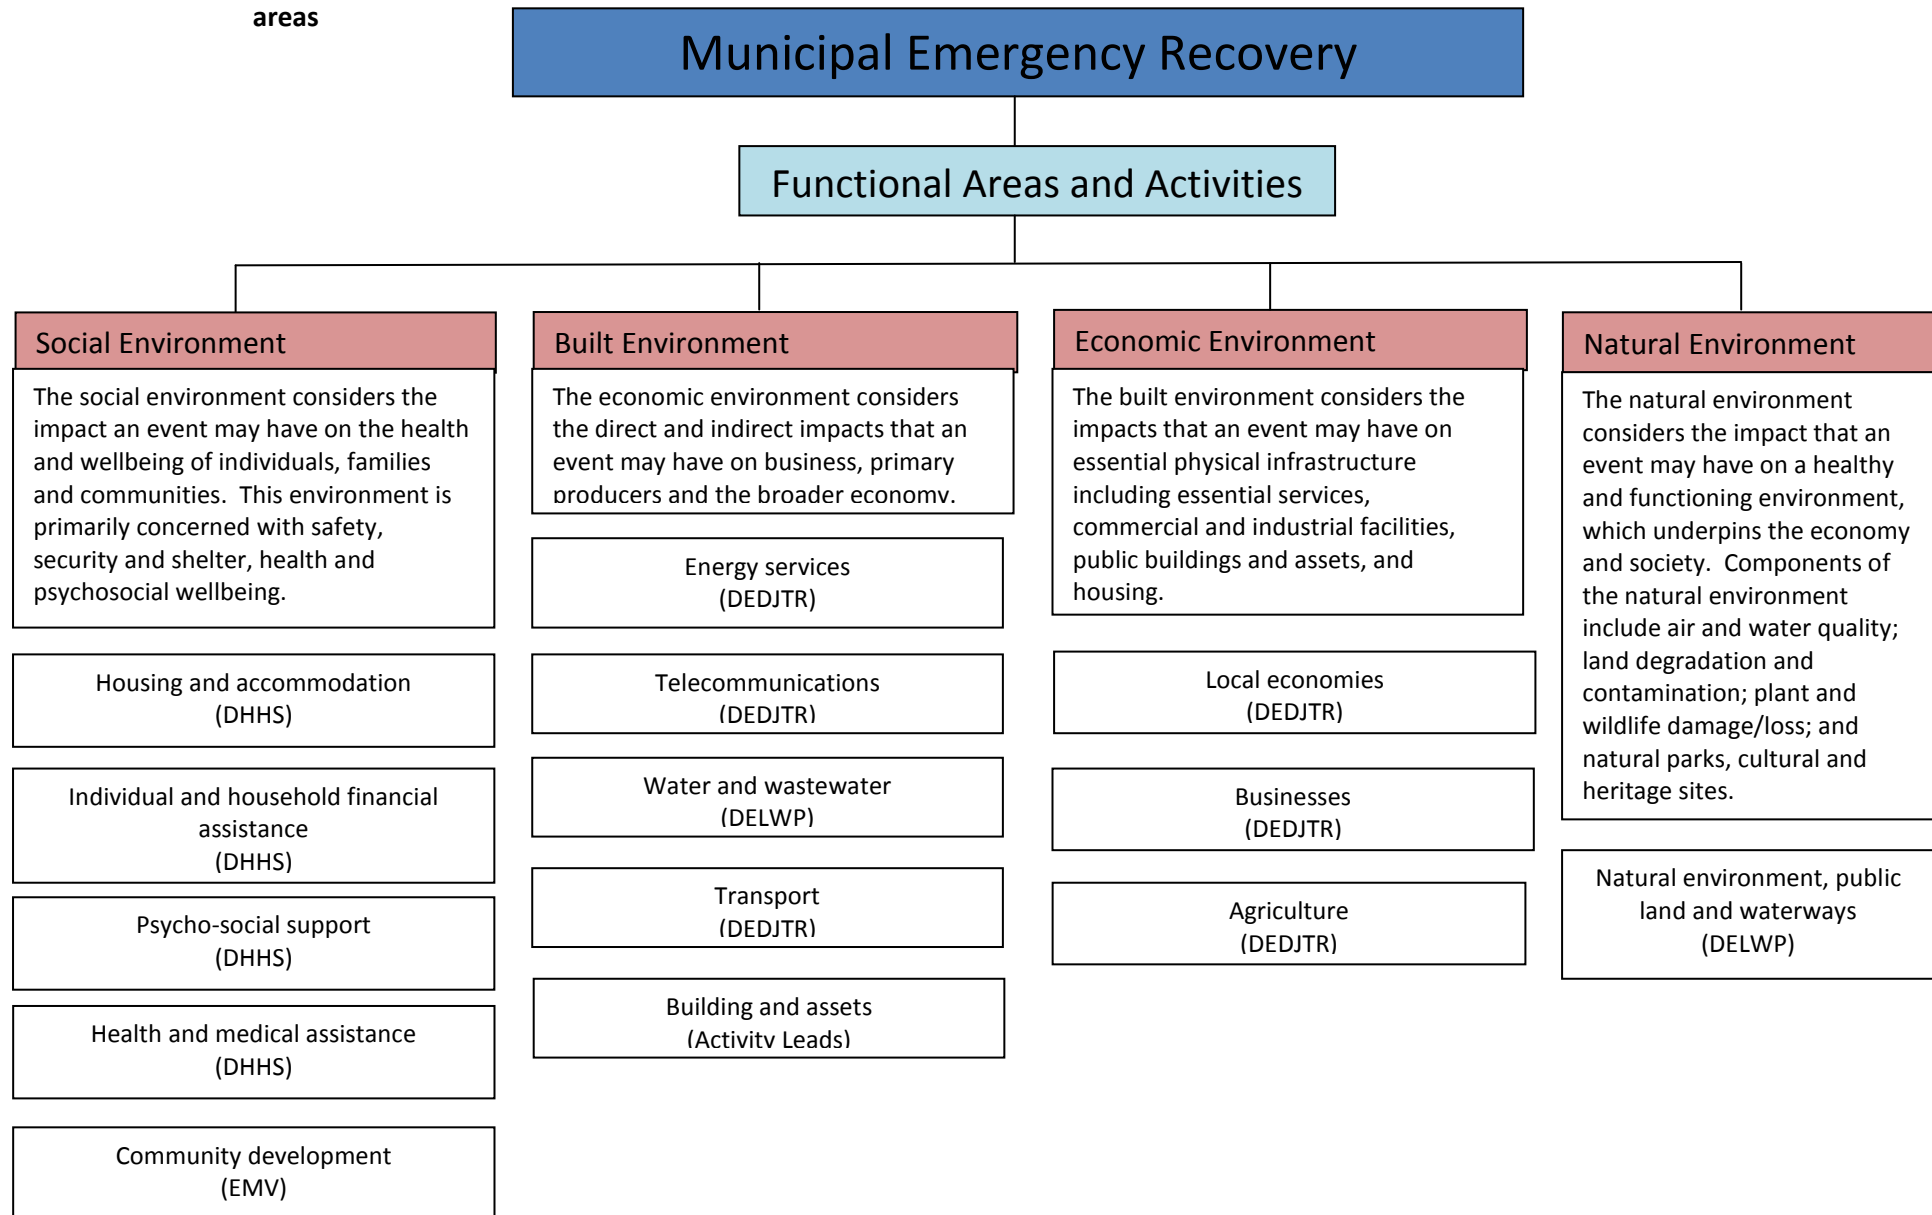 areas
Municipal Emergency Recovery
Functional Areas and Activities
Social Environment
The social environment considers the
impact an event may have on the health
and wellbeing of individuals, families
and communities.  This environment is
primarily concerned with safety,
security and shelter, health and
psychosocial wellbeing.
Housing and accommodation
(DHHS)
Individual and household financial
assistance
(DHHS)
Psycho-social support
(DHHS)
Health and medical assistance
(DHHS)
Community development
(EMV)
Built Environment
The economic environment considers
the direct and indirect impacts that an
event may have on business, primary
producers and the broader economy.
Energy services
(DEDJTR)
Telecommunications
(DEDJTR)
Water and wastewater
(DELWP)
Transport
(DEDJTR)
Building and assets
(Activity Leads)
Economic Environment
The built environment considers the
impacts that an event may have on
essential physical infrastructure
including essential services,
commercial and industrial facilities,
public buildings and assets, and
housing.
Local economies
(DEDJTR)
Businesses
(DEDJTR)
Agriculture
(DEDJTR)
Natural Environment
The natural environment
considers the impact that an
event may have on a healthy
and functioning environment,
which underpins the economy
and society.  Components of
the natural environment
include air and water quality;
land degradation and
contamination; plant and
wildlife damage/loss; and
natural parks, cultural and
heritage sites.
Natural environment, public
land and waterways
(DELWP)